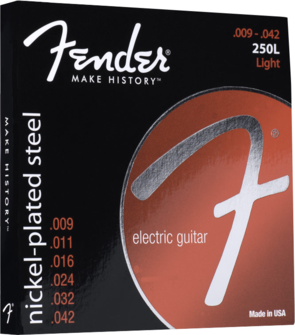 Fender
MAKE HISTORY™
.009 - .042
250L
Light
MAKE HISTORY™
F
nickel-plated steel
.009
.011
.016
.024
.032
.042
electric guitar
F
Made in USA